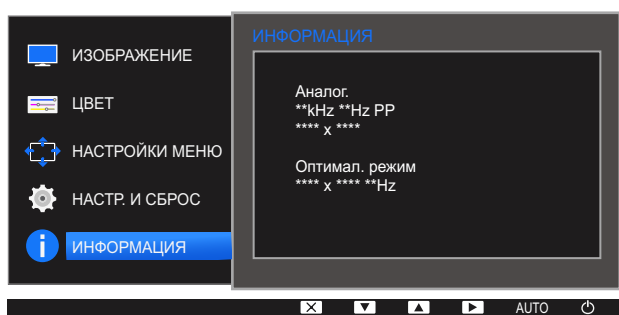 ИЗОБРАЖЕНИЕ
ЦВЕТ
НАСТРОЙКИ МЕНЮ
НАСТР. И СБРОС
ИНФОРМАЦИЯ
ИНФОРМАЦИЯ
Аналог.
**kHz **Hz PP
**** x ****
Оптимал. режим
**** x **** **Hz
AUTO